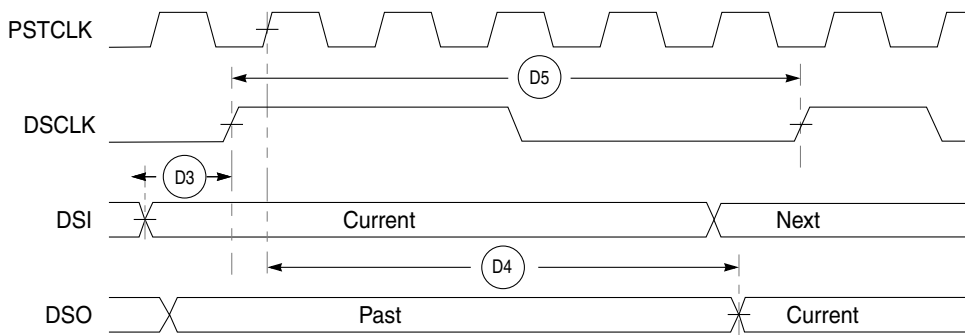 PSTCLK
D5
DSCLK
D3
DSI Current Next
D4
DSO Past Current